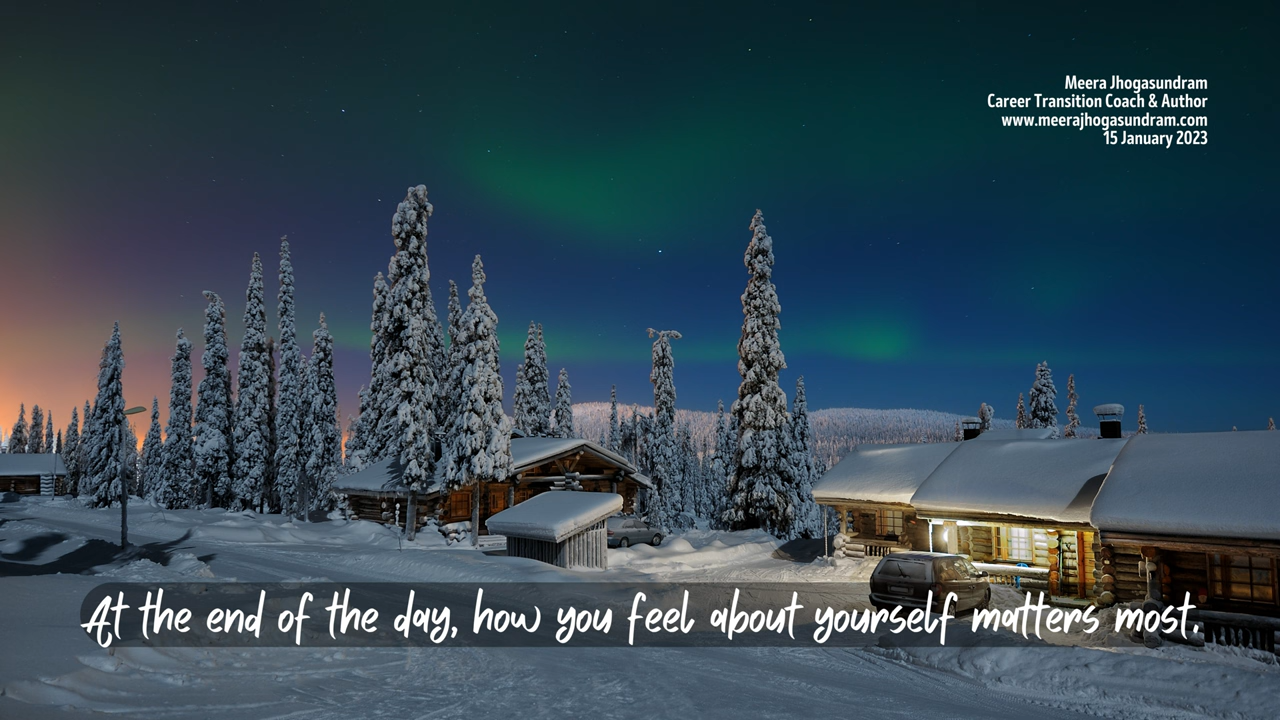 Meera Jhogasundram
Career Transition Coach & Author
www.meerajhogasundram.com
15 January 2023
At the end of the day, how you feel about yourself matters most.